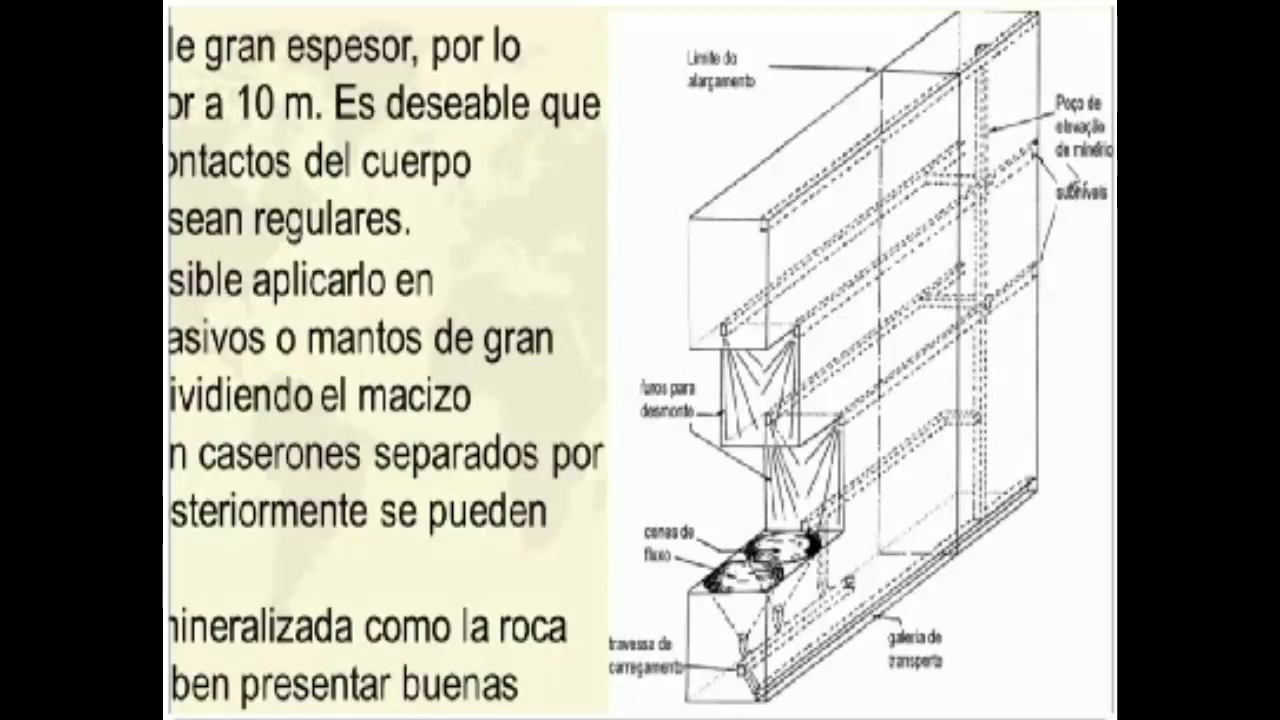 le gran espesor, por lo
or a 10 m. Es deseable que
ontactos del cuerpo
sean regulares.
sible aplicarlo en
asivos o mantos de gran
ividiendo el macizo
n caserones separados por
steriormente se pueden
mineralizada como la roca
ben presentar buenas
Limite do
alargamento
Poço de
elevação
de minério
subníveis
furos para
desmonte
cones de
fluxo
travessa de
carregamento
galeria de
transporte